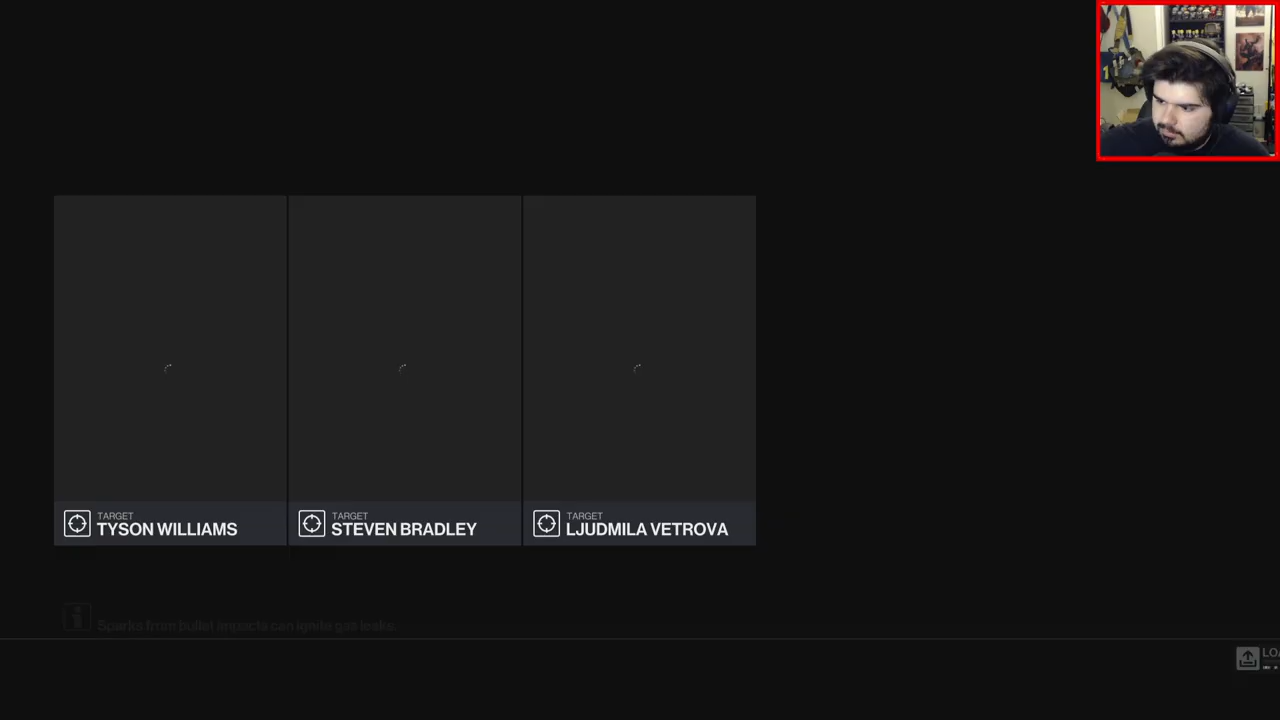 TARGET
TYSON WILLIAMS
TARGET
STEVEN BRADLEY
TARGET
LJUDMILA VETROVA
Sparks from bullet impacts can ignite gas leaks.